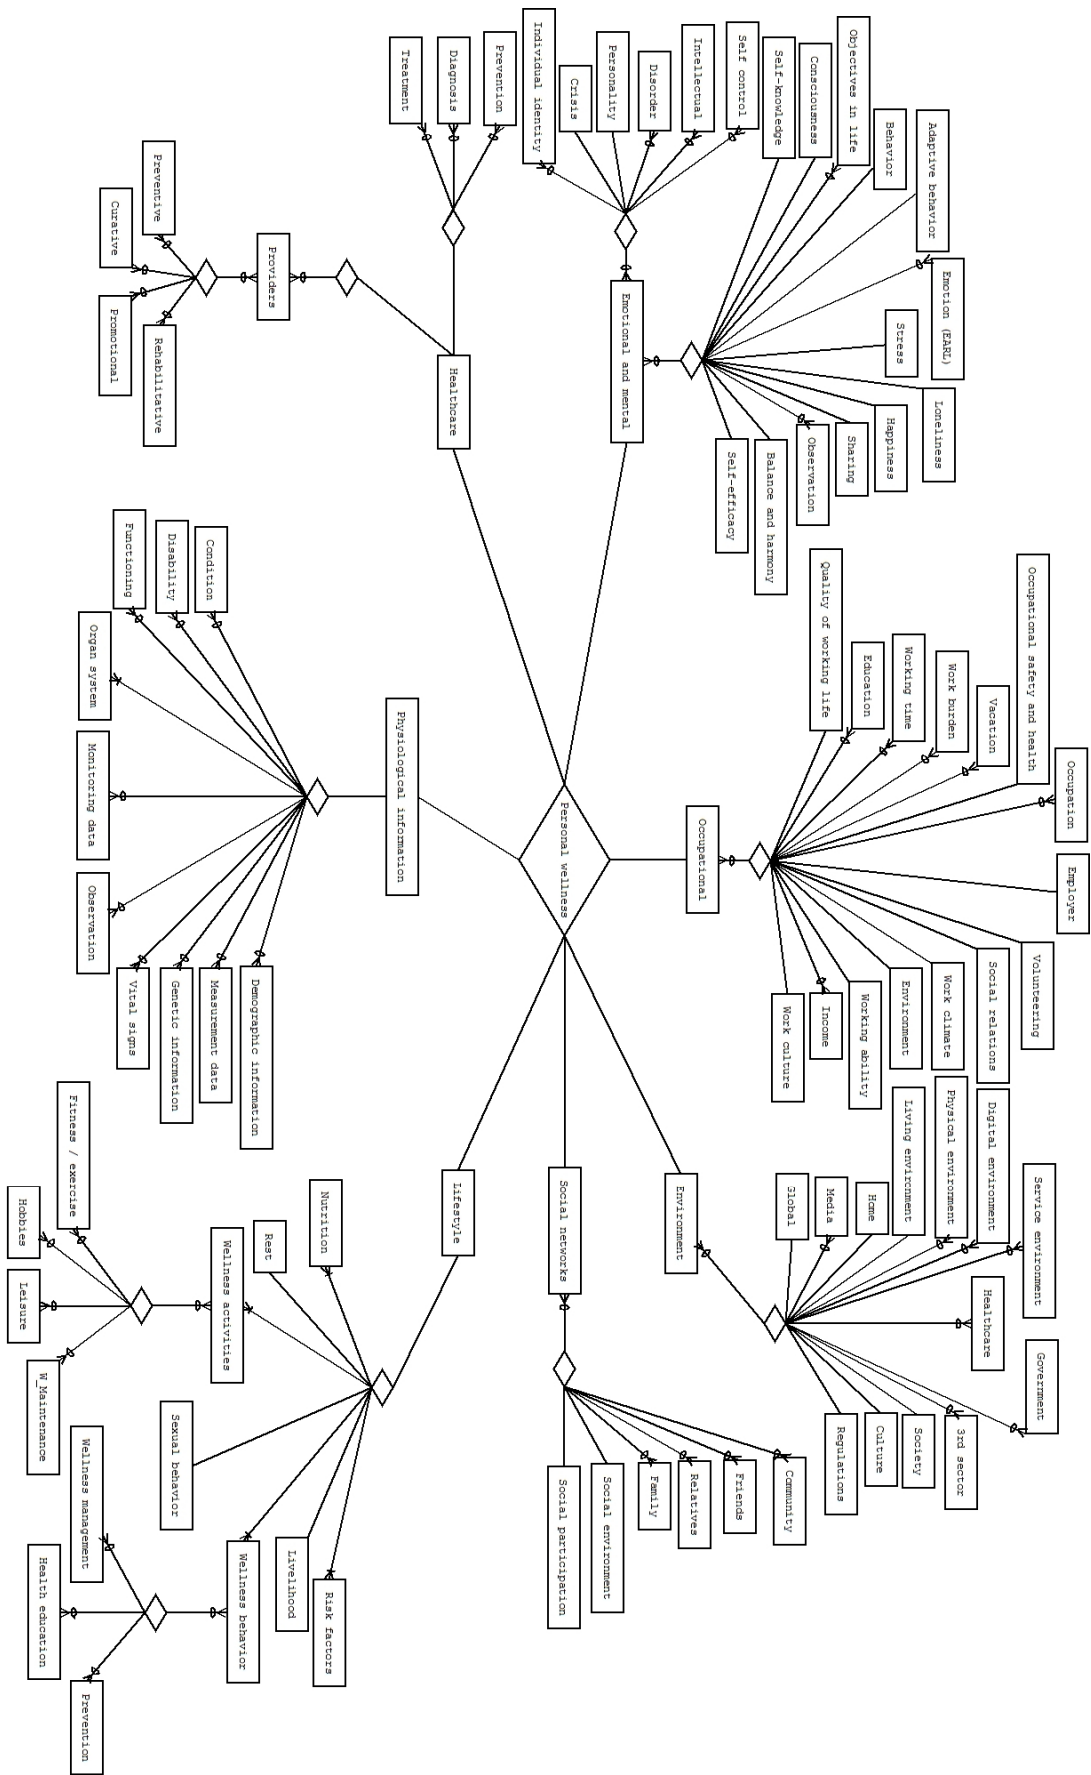 Individual identity
Crisis
Personality
Disorder
Intellectual
Self control
Self-knowledge
Consciousness
Objectives in life
Behavior
Adaptive behavior
Emotion (EARL)
Stress
Loneliness
Happiness
Sharing
Observation
Balance and harmony
Self-efficacy
Emotional and mental
Treatment
Diagnosis
Prevention
Healthcare
Providers
Preventive
Curative
Promotional
Rehabilitative
Personal wellness
Occupational
Quality of working life
Education
Working time
Work burden
Vacation
Occupational safety and health
Occupation
Employer
Volunteering
Social relations
Work climate
Environment
Working ability
Income
Work culture
Physiological information
Functioning
Disability
Condition
Organ system
Monitoring data
Observation
Vital signs
Genetic information
Measurement data
Demographic information
Environment
Global
Media
Home
Living environment
Physical environment
Digital environment
Service environment
Healthcare
Government
3rd sector
Society
Culture
Regulations
Social networks
Community
Friends
Relatives
Family
Social environment
Social participation
Lifestyle
Nutrition
Rest
Wellness activities
Fitness / exercise
Hobbies
Leisure
W_Maintenance
Sexual behavior
Wellness behavior
Livelihood
Risk factors
Wellness management
Health education
Prevention